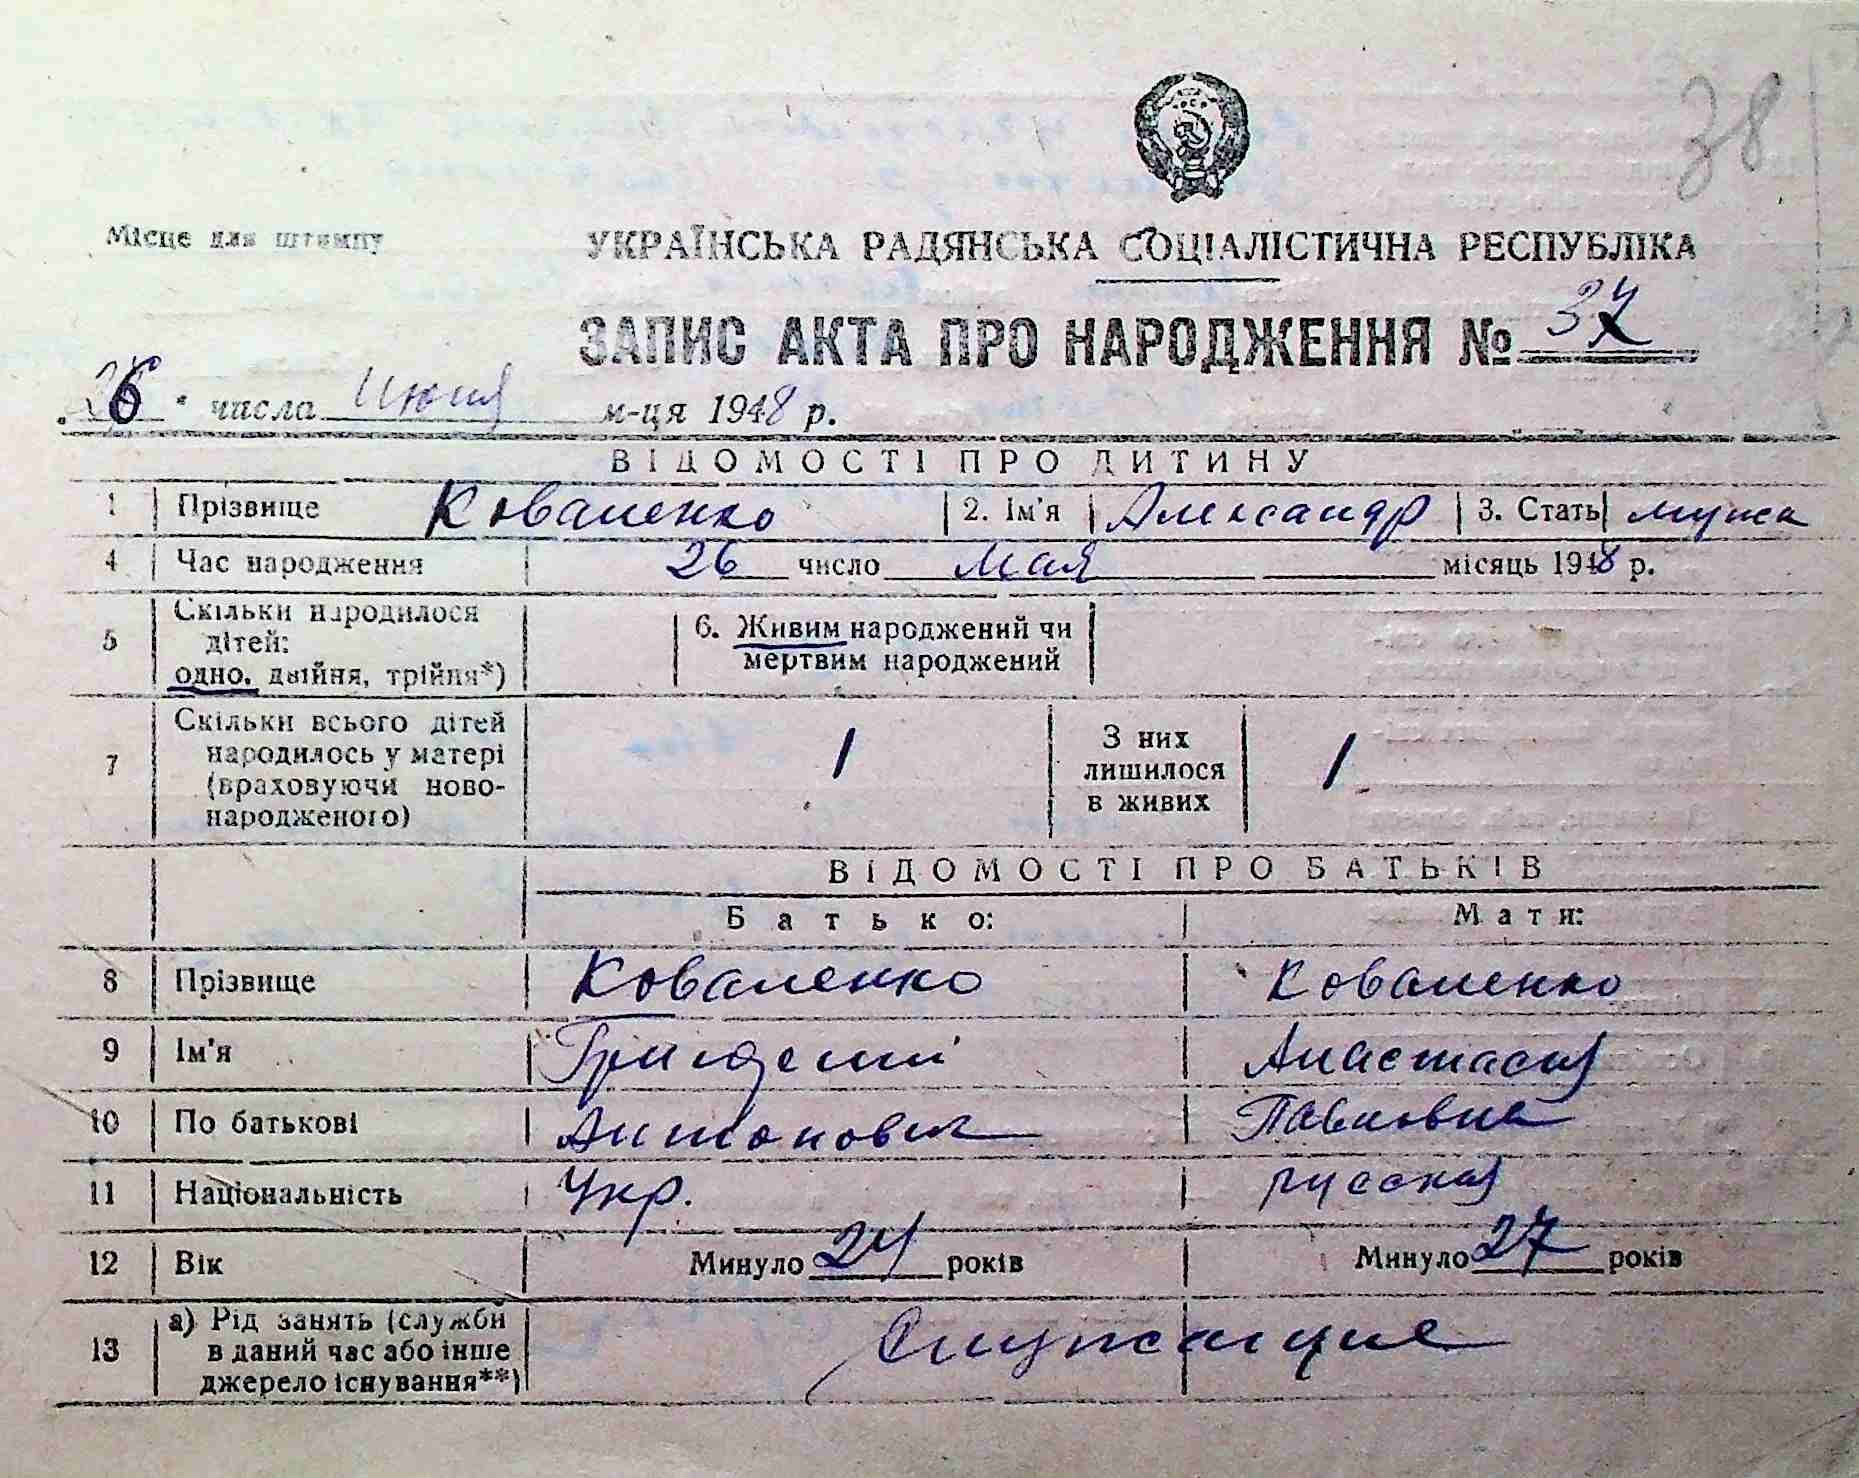 38
Місце для штампу
УКРАЇНСЬКА РАДЯНСЬКА СОЦІАЛІСТИЧНА РЕСПУБЛІКА
ЗАПИС АКТА ПРО НАРОДЖЕННЯ № 37
числа июня м-ця 1948 р.
ВІДОМОСТІ ПРО ДИТИНУ
1 Прізвище Коваленко 2. Ім'я Александр 3. Стать мужск
4 Час народження 26 число Мая місяць 1948 р.
5 Скільки народилося дітей: одно, двійня, трійня*) 6. Живим народжений чи мертвим народжений
7 Скільки всього дітей народилось у матері (враховуючи новонародженого) 1 З них лишилося в живих 1
ВІДОМОСТІ ПРО БАТЬКІВ
Батько: Мати:
8 Прізвище Коваленко Коваленко
9 Ім'я Анастасия
10 По батькові Антонович Павловна
11 Національність Укр. русская
12 Вік Минуло 24 років Минуло 27 років
13 а) Рід занять (служби в даний час або інше джерело існування**) Служащие